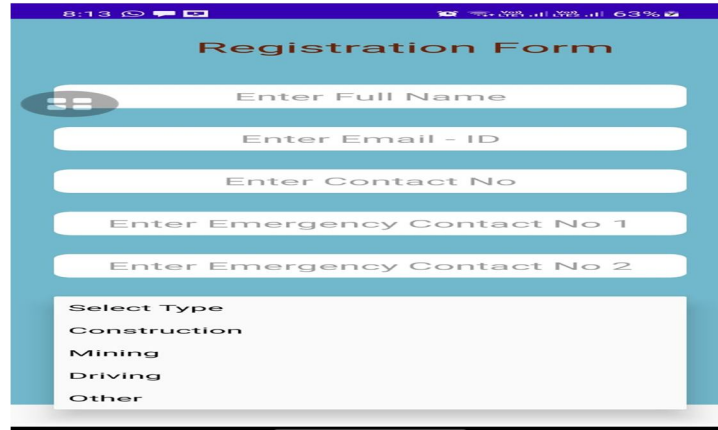 8:13 63%
Registration Form
Enter Full Name
Enter Email - ID
Enter Contact No
Enter Emergency Contact No 1
Enter Emergency Contact No 2
Select Type
Construction
Mining
Driving
Other